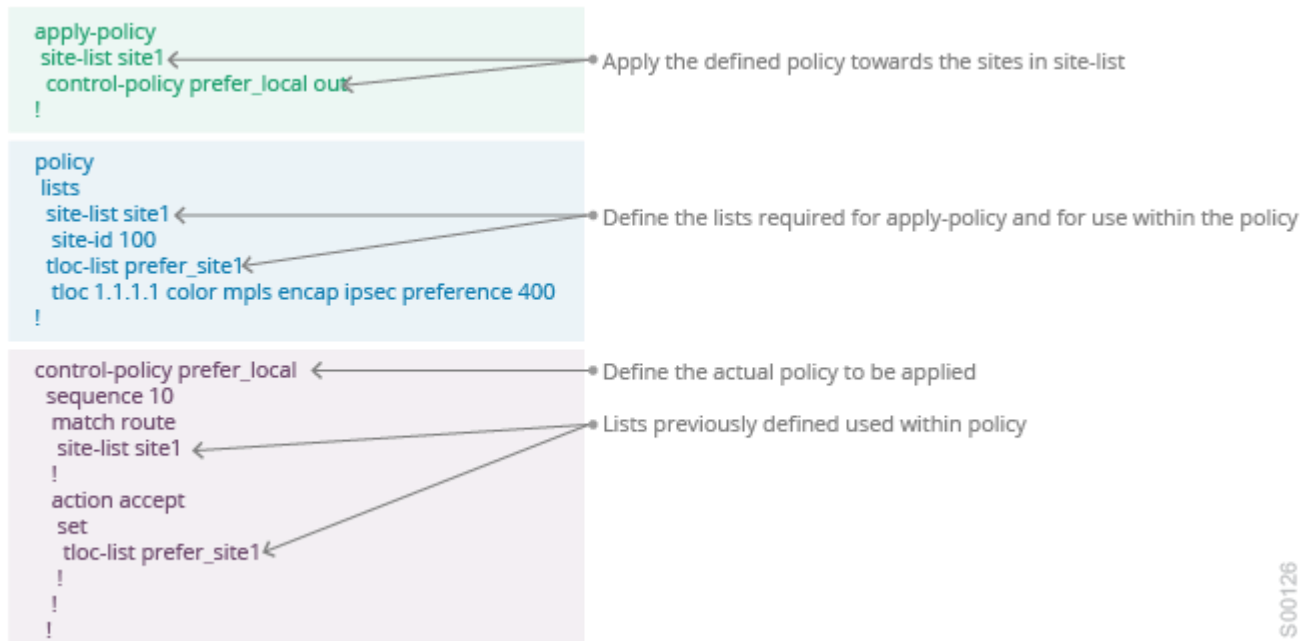 apply-policy
site-list site1
control-policy prefer_local out
!
Apply the defined policy towards the sites in site-list
policy
lists
site-list site1
site-id 100
tloc-list prefer_site1
tloc 1.1.1.1 color mpls encap ipsec preference 400
!
Define the lists required for apply-policy and for use within the policy
control-policy prefer_local
sequence 10
match route
site-list site1
!
action accept
set
tloc-list prefer_site1
!
!
!
Define the actual policy to be applied
Lists previously defined used within policy
S00126